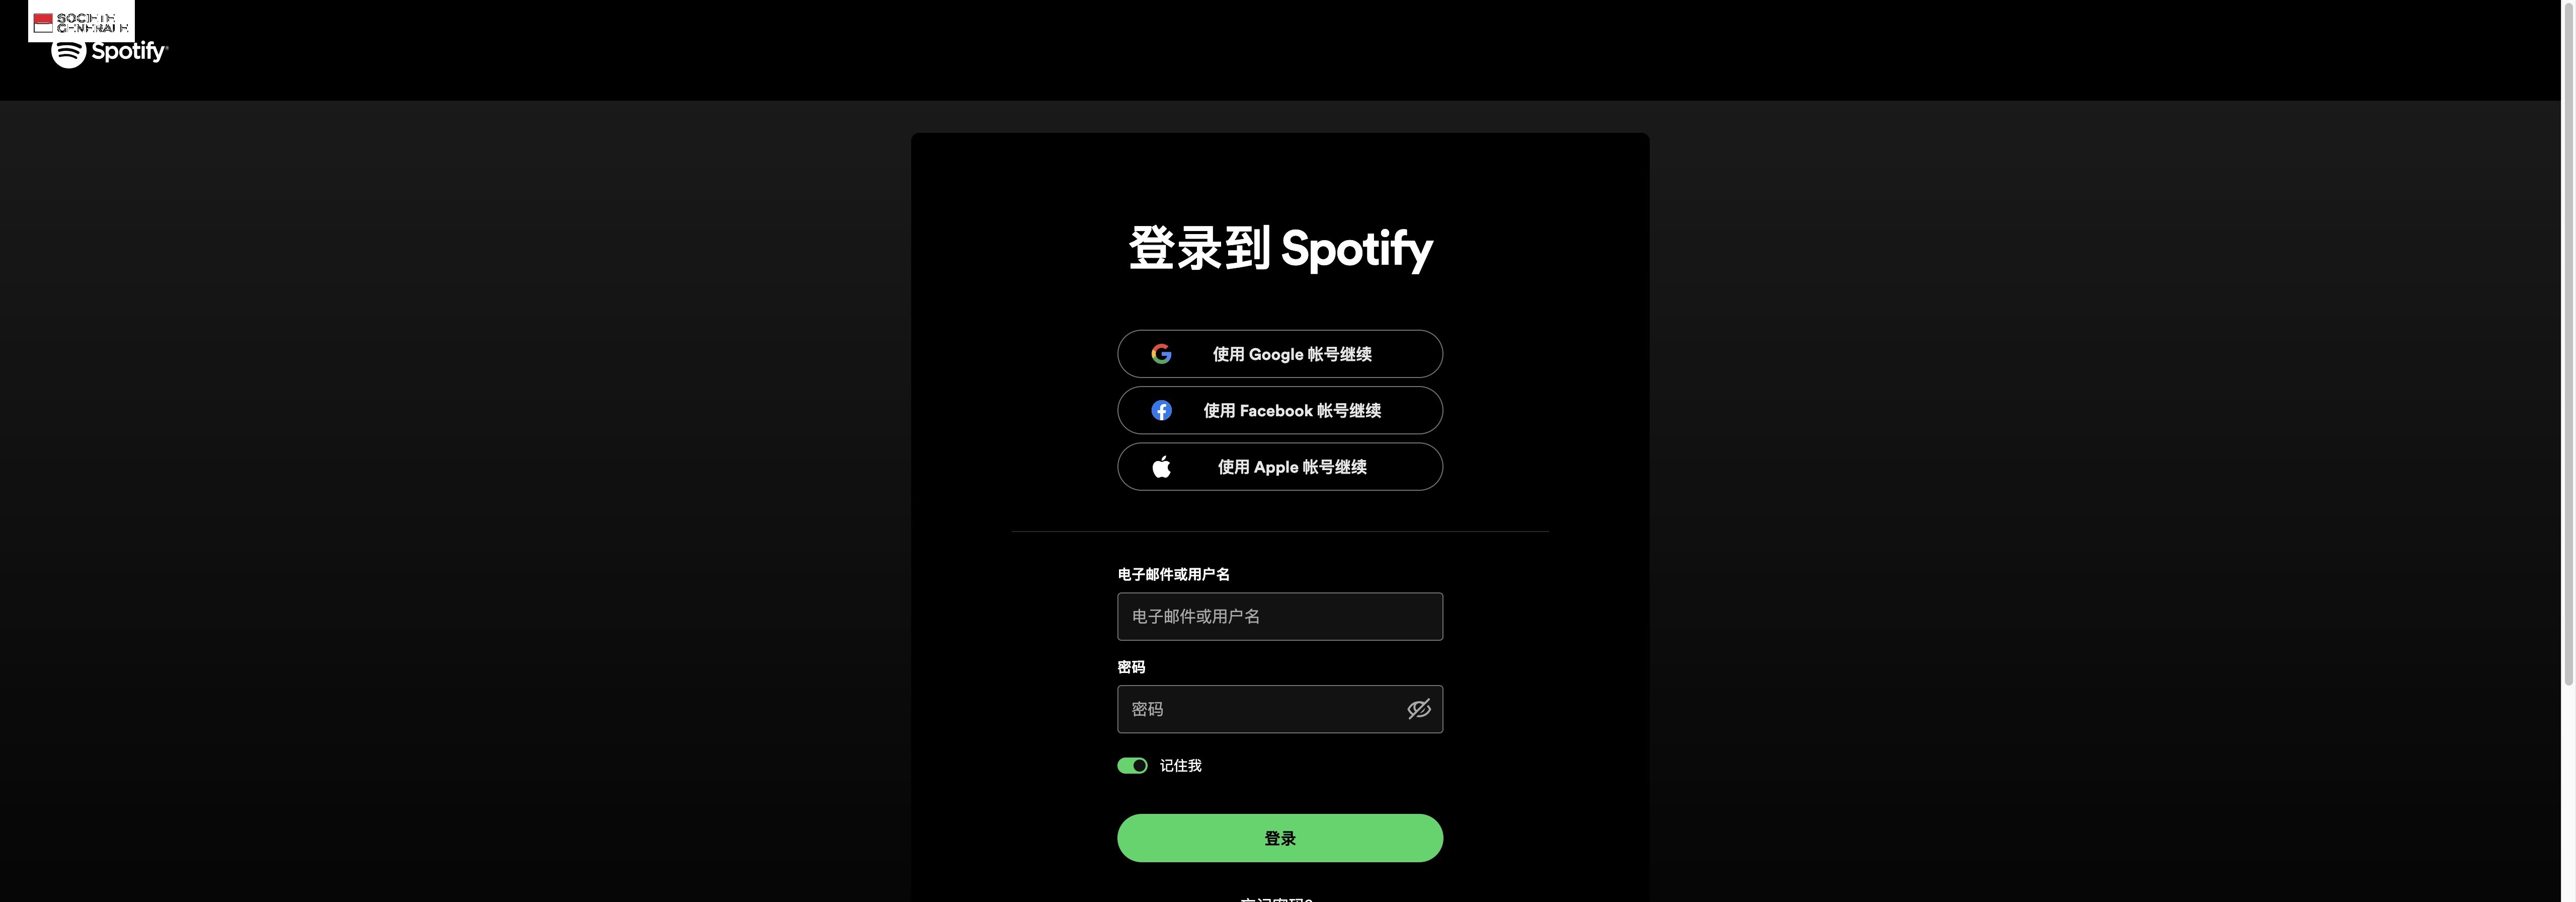 SOCIETE
GENERALE
Spotify
登录到 Spotify
使用 Google 帐号继续
使用 Facebook 帐号继续
使用 Apple 帐号继续
电子邮件或用户名
电子邮件或用户名
密码
密码
记住我
登录